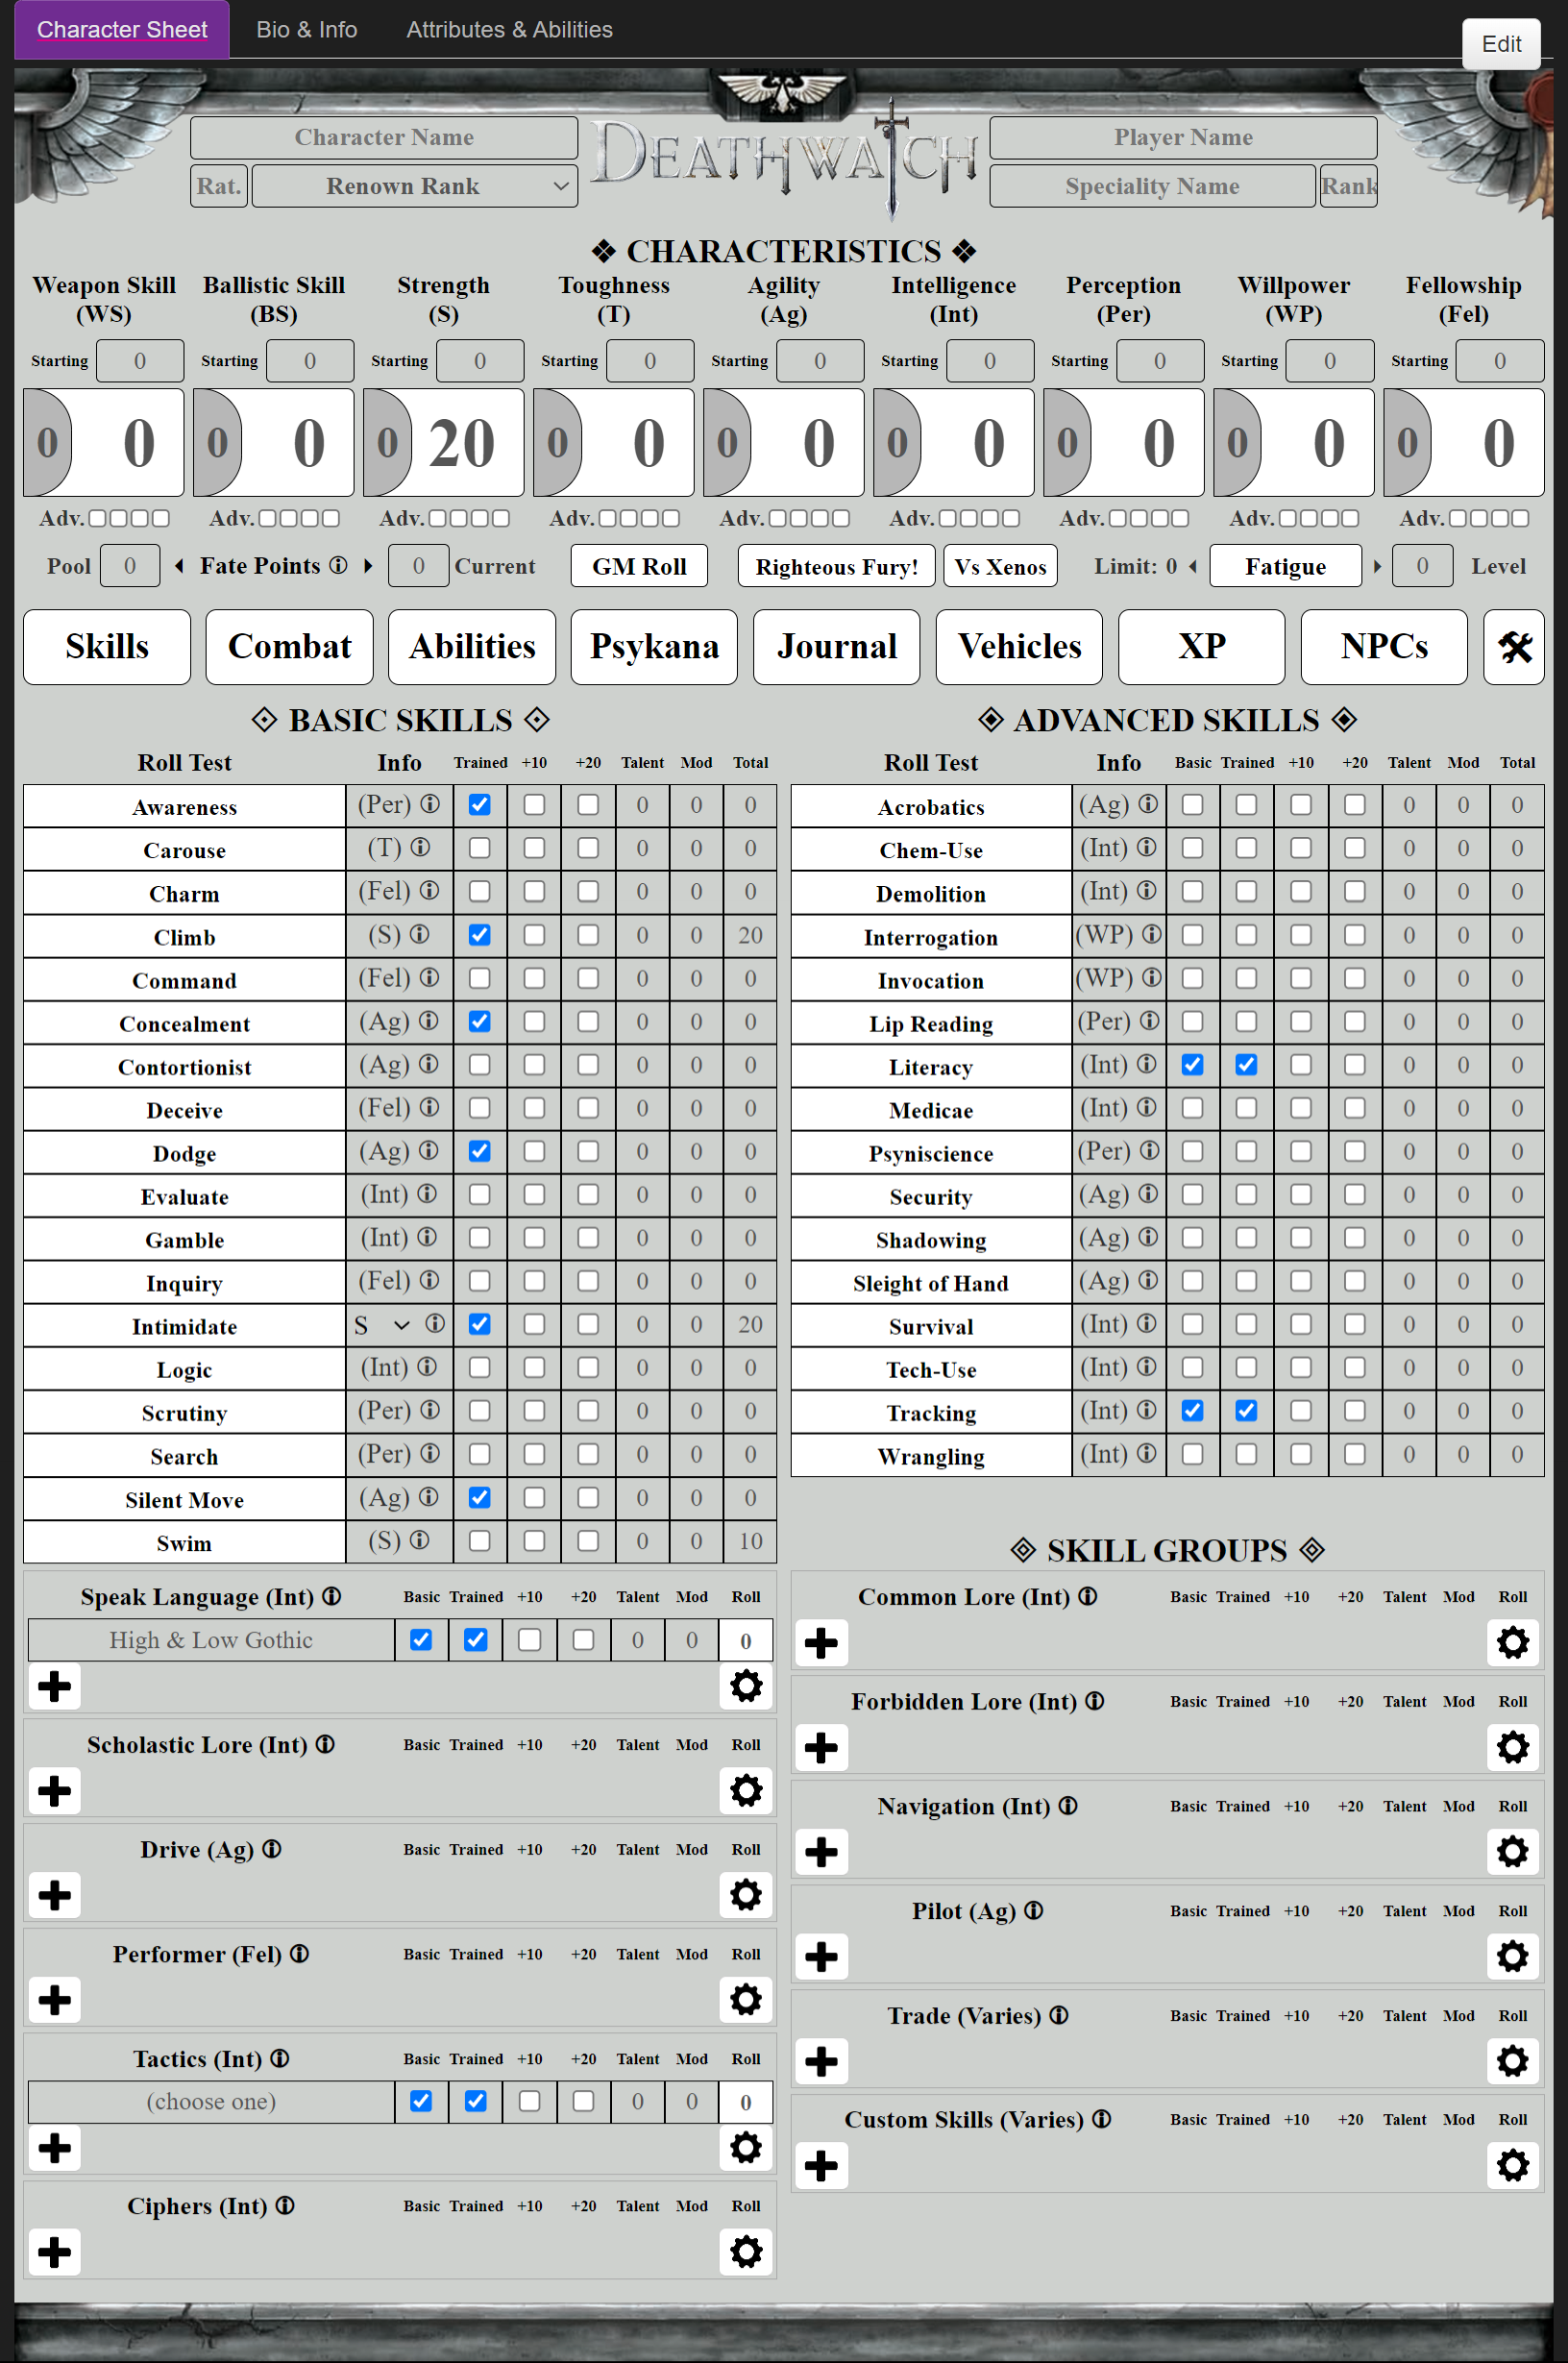 Character Sheet Bio & Info Attributes & Abilities Edit
Character Name DEATHWATCH Player Name
Rat. Renown Rank Speciality Name Rank
❖ CHARACTERISTICS ❖
Weapon Skill (WS) Ballistic Skill (BS) Strength (S) Toughness (T) Agility (Ag) Intelligence (Int) Perception (Per) Willpower (WP) Fellowship (Fel)
Starting 0 Starting 0 Starting 0 Starting 0 Starting 0 Starting 0 Starting 0 Starting 0 Starting 0
0 0 0 0 0 20 0 0 0 0 0 0 0 0 0 0 0 0
Adv. Adv. Adv. Adv. Adv. Adv. Adv. Adv. Adv.
Pool 0 Fate Points 0 Current GM Roll Righteous Fury! Vs Xenos Limit: 0 Fatigue 0 Level
Skills Combat Abilities Psykana Journal Vehicles XP NPCs
BASIC SKILLS
Roll Test Info Trained +10 +20 Talent Mod Total
Awareness (Per) 0 0 0
Carouse (T) 0 0 0
Charm (Fel) 0 0 0
Climb (S) 0 0 20
Command (Fel) 0 0 0
Concealment (Ag) 0 0 0
Contortionist (Ag) 0 0 0
Deceive (Fel) 0 0 0
Dodge (Ag) 0 0 0
Evaluate (Int) 0 0 0
Gamble (Int) 0 0 0
Inquiry (Fel) 0 0 0
Intimidate S 0 0 20
Logic (Int) 0 0 0
Scrutiny (Per) 0 0 0
Search (Per) 0 0 0
Silent Move (Ag) 0 0 0
Swim (S) 0 0 10
ADVANCED SKILLS
Roll Test Info Basic Trained +10 +20 Talent Mod Total
Acrobatics (Ag) 0 0 0
Chem-Use (Int) 0 0 0
Demolition (Int) 0 0 0
Interrogation (WP) 0 0 0
Invocation (WP) 0 0 0
Lip Reading (Per) 0 0 0
Literacy (Int) 0 0 0
Medicae (Int) 0 0 0
Psyniscience (Per) 0 0 0
Security (Ag) 0 0 0
Shadowing (Ag) 0 0 0
Sleight of Hand (Ag) 0 0 0
Survival (Int) 0 0 0
Tech-Use (Int) 0 0 0
Tracking (Int) 0 0 0
Wrangling (Int) 0 0 0
Speak Language (Int) Basic Trained +10 +20 Talent Mod Roll
High & Low Gothic 0 0 0
Scholastic Lore (Int) Basic Trained +10 +20 Talent Mod Roll
Drive (Ag) Basic Trained +10 +20 Talent Mod Roll
Performer (Fel) Basic Trained +10 +20 Talent Mod Roll
Tactics (Int) Basic Trained +10 +20 Talent Mod Roll
(choose one) 0 0 0
Ciphers (Int) Basic Trained +10 +20 Talent Mod Roll
SKILL GROUPS
Common Lore (Int) Basic Trained +10 +20 Talent Mod Roll
Forbidden Lore (Int) Basic Trained +10 +20 Talent Mod Roll
Navigation (Int) Basic Trained +10 +20 Talent Mod Roll
Pilot (Ag) Basic Trained +10 +20 Talent Mod Roll
Trade (Varies) Basic Trained +10 +20 Talent Mod Roll
Custom Skills (Varies) Basic Trained +10 +20 Talent Mod Roll